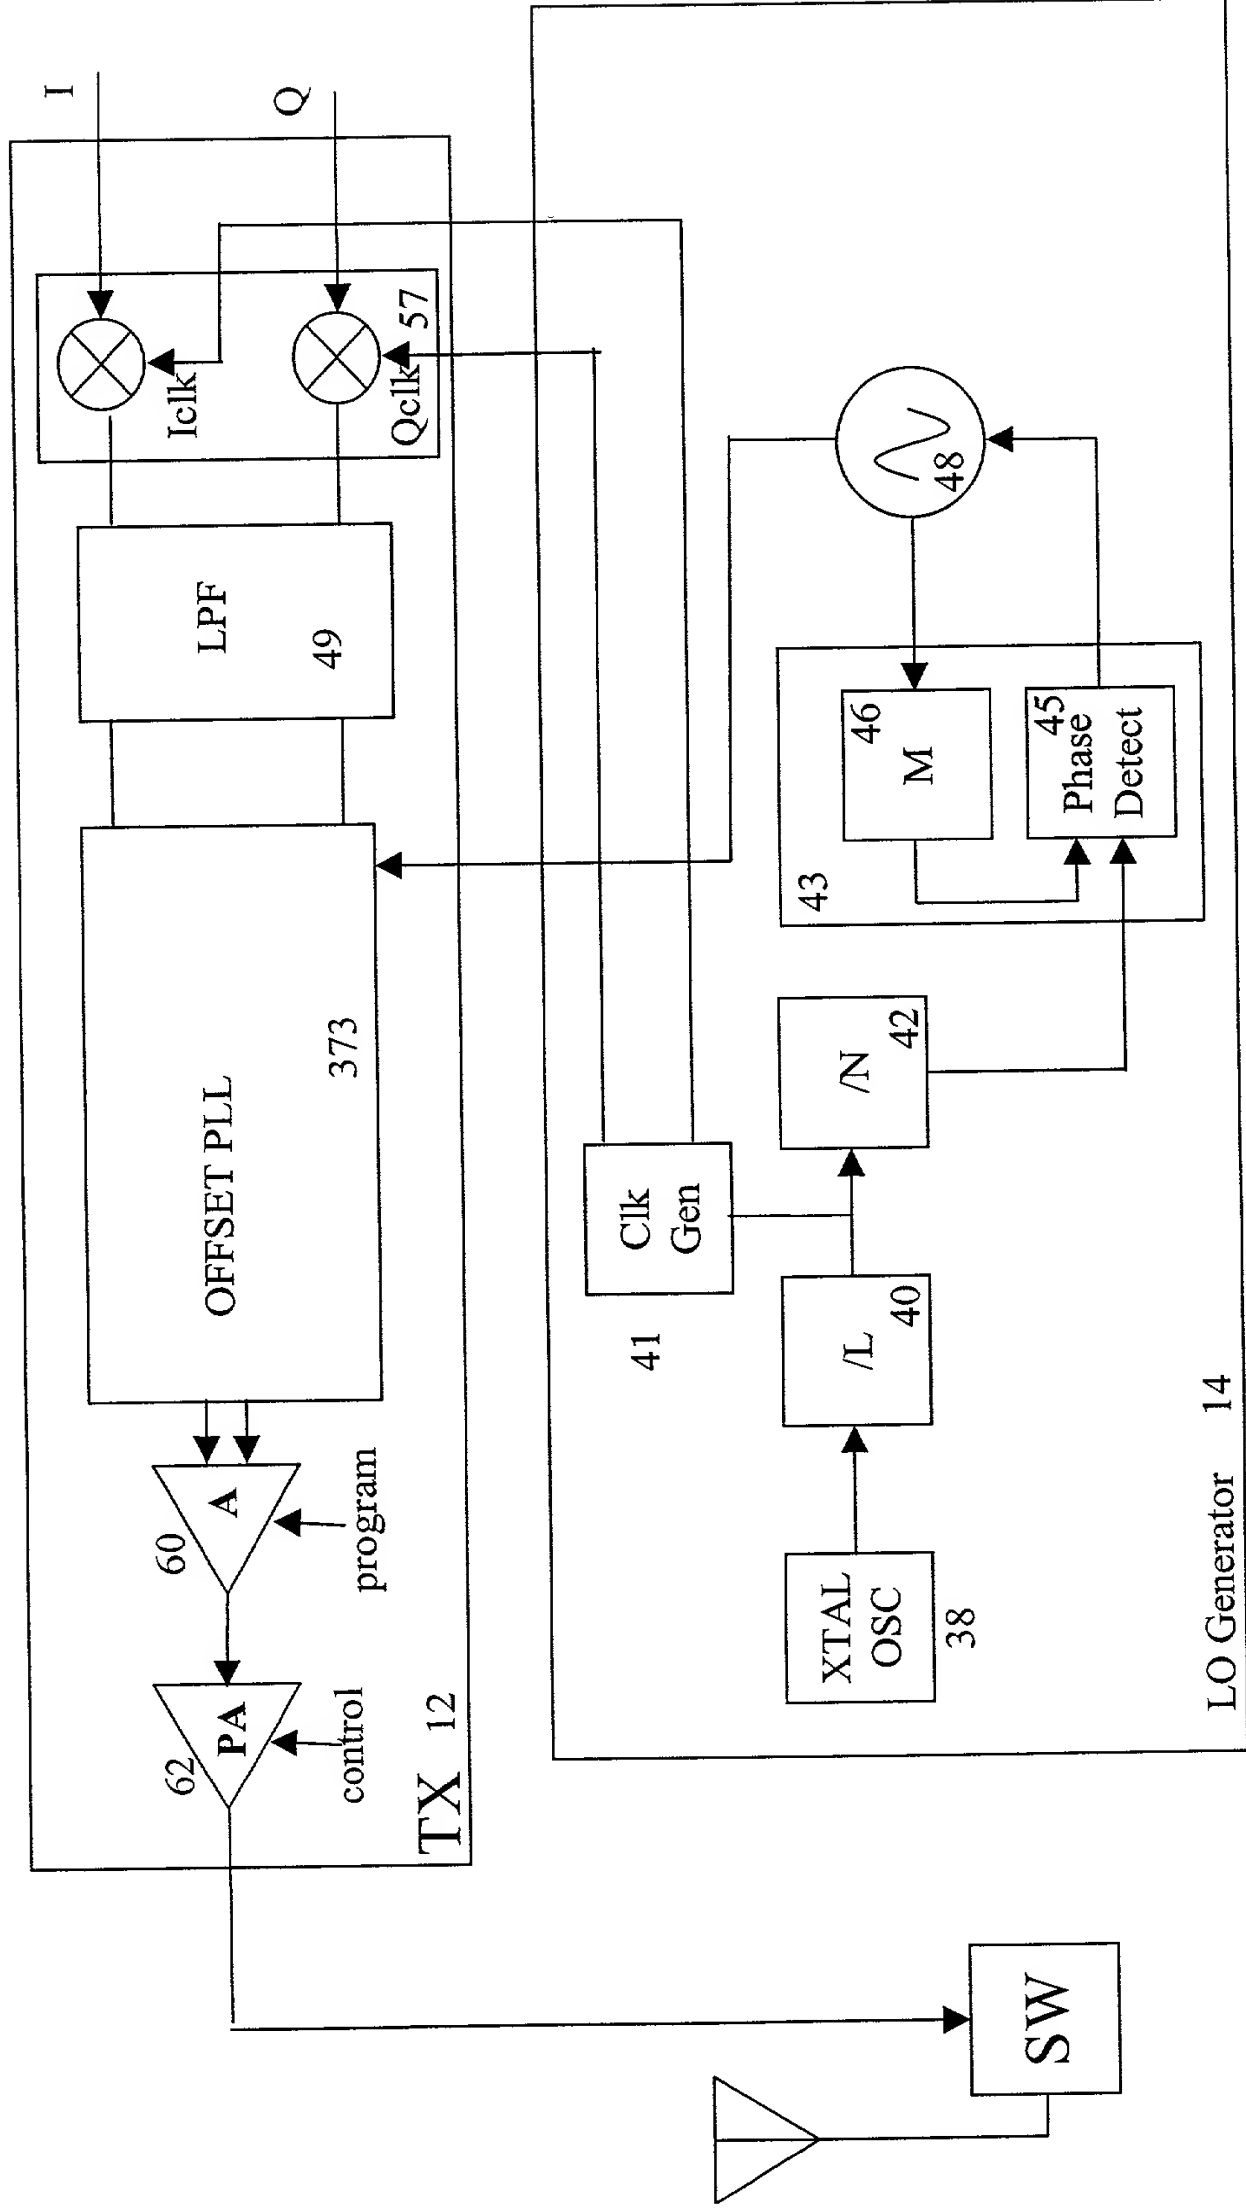 I
Q
Iclk
Qclk
57
LPF
49
OFFSET PLL
373
A
60
program
PA
62
control
TX 12
Clk
Gen
41
48
M
46
45
Phase
Detect
43
/N
42
/L
40
XTAL
OSC
38
LO Generator 14
SW